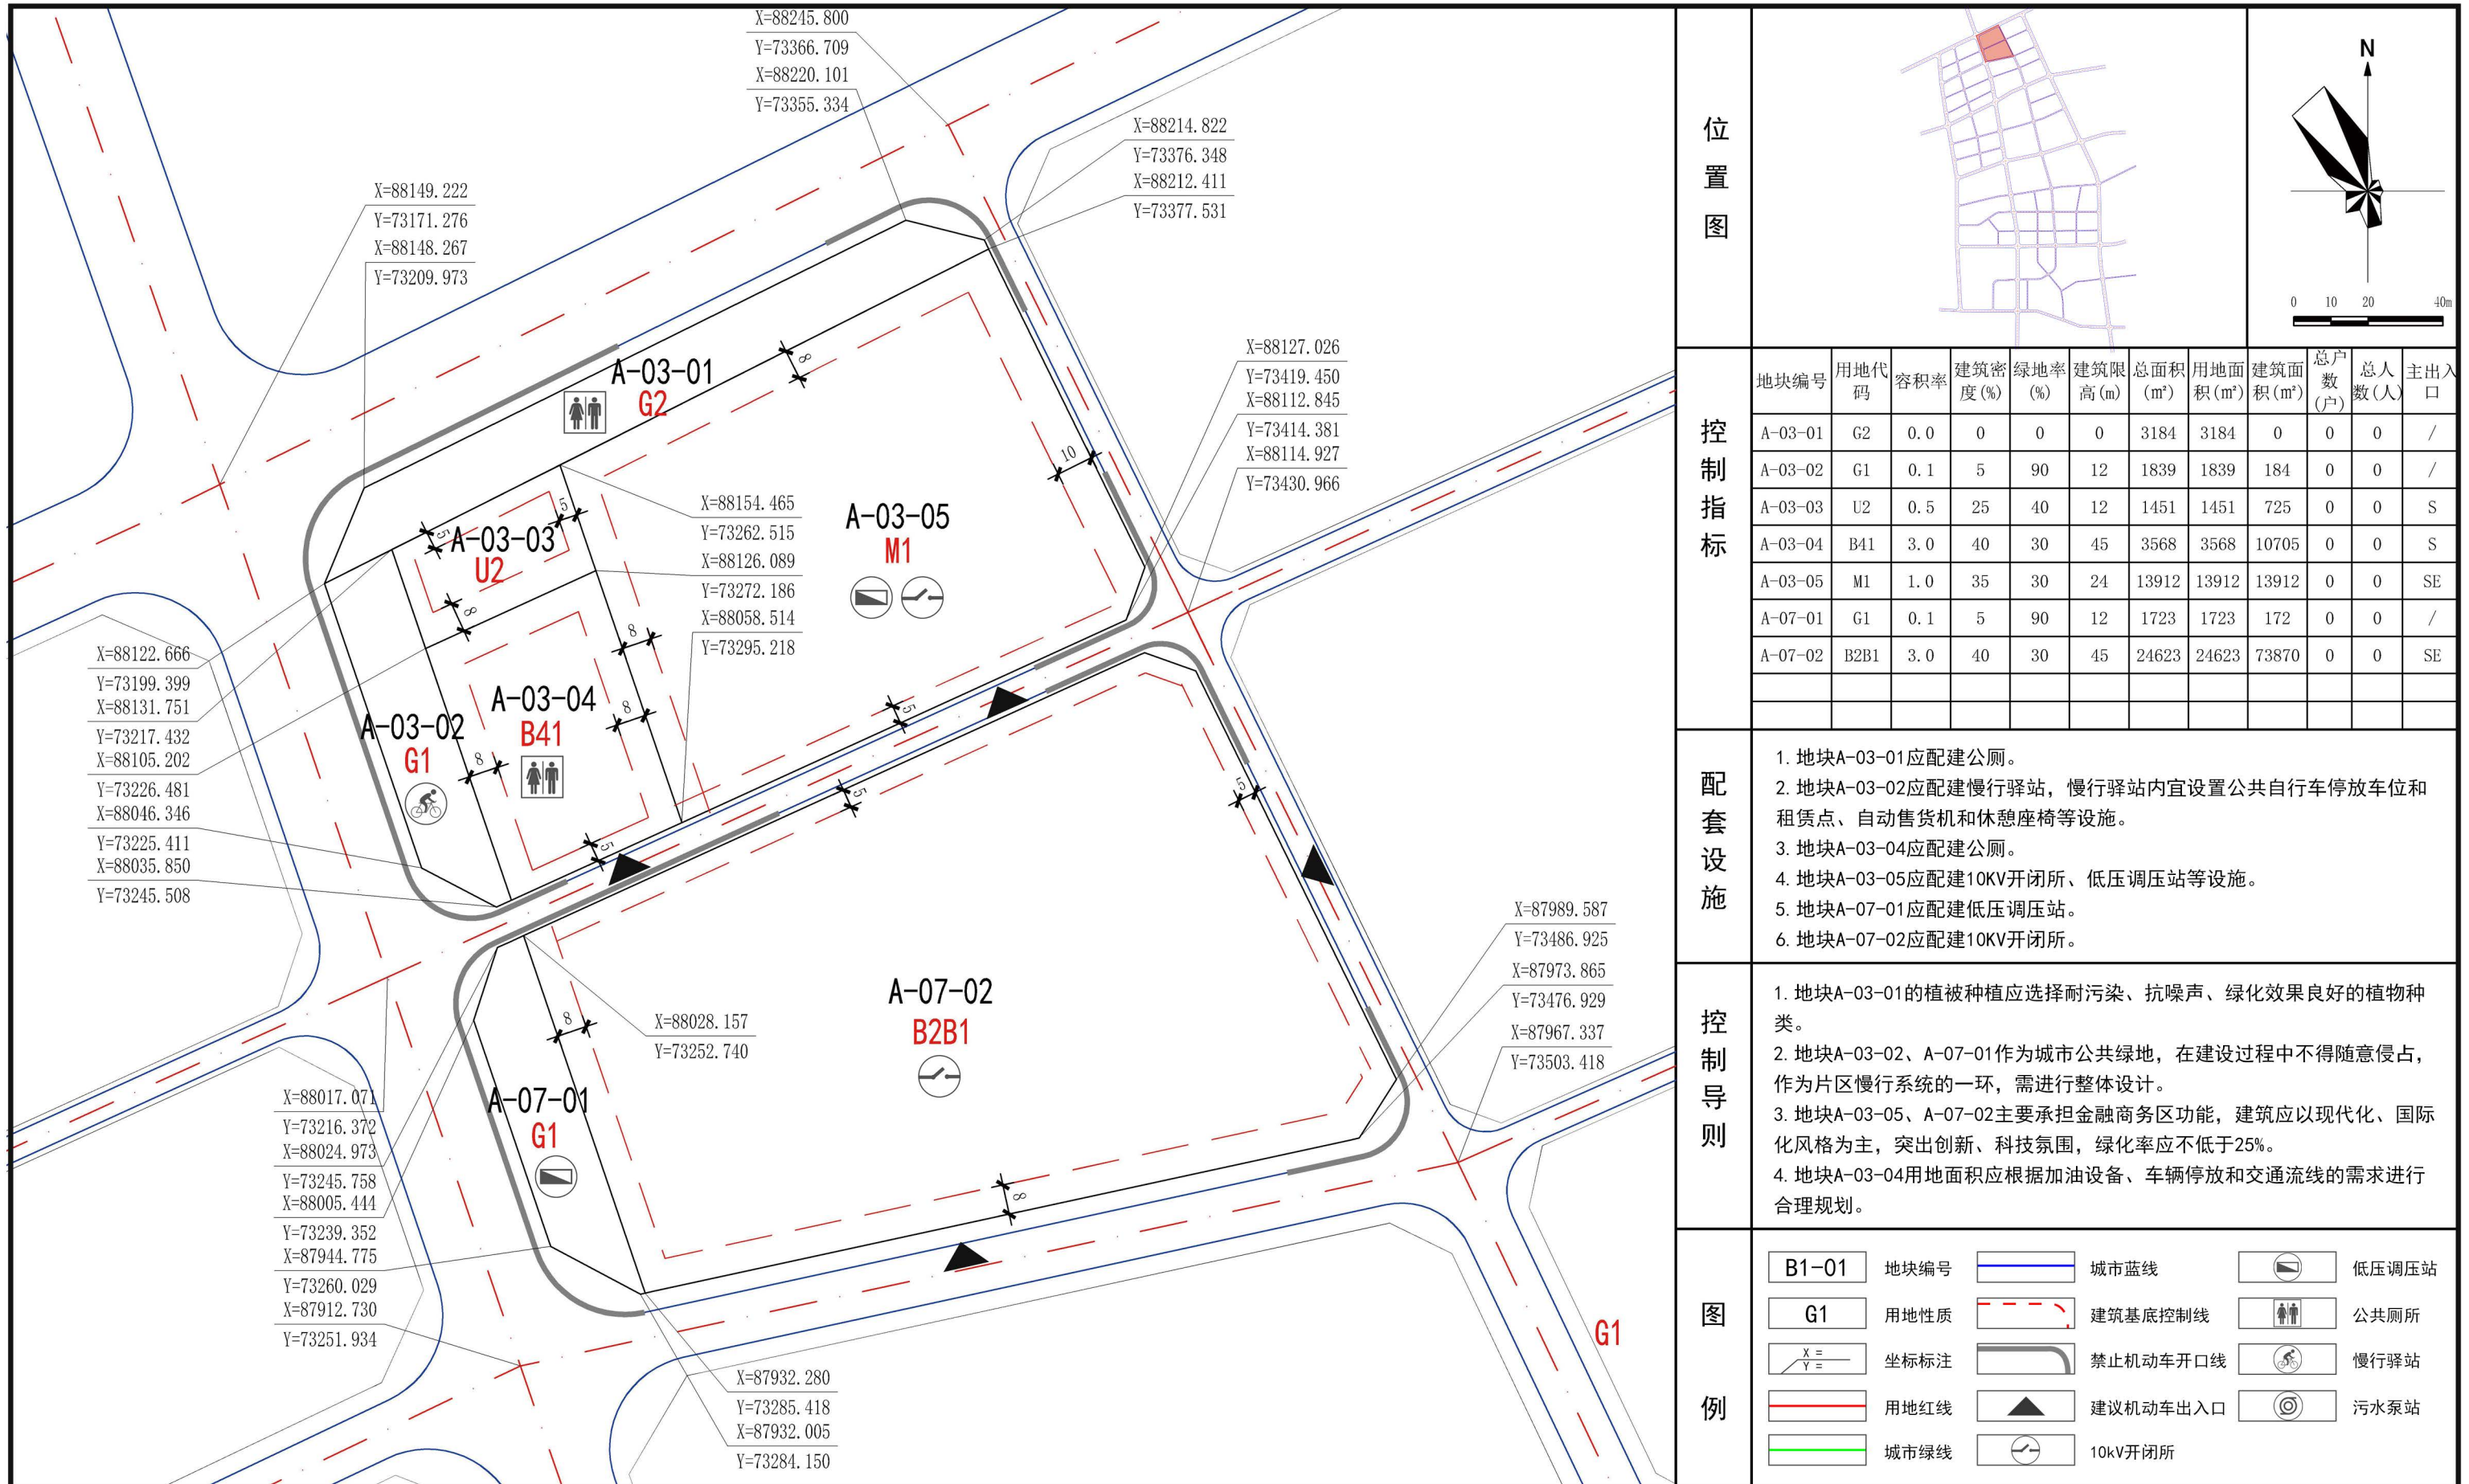 X=88245.800
Y=73366.709
X=88220.101
Y=73355.334
X=88214.822
Y=73376.348
X=88212.411
Y=73377.531
X=88149.222
Y=73171.276
X=88148.267
Y=73209.973
X=88127.026
Y=73419.450
X=88112.845
Y=73414.381
X=88114.927
Y=73430.966
A-03-01
G2
8
10
X=88154.465
Y=73262.515
X=88126.089
Y=73272.186
X=88058.514
Y=73295.218
A-03-05
M1
5
5
A-03-03
U2
8
8
X=88122.666
Y=73199.399
X=88131.751
Y=73217.432
X=88105.202
Y=73226.481
X=88046.346
Y=73225.411
X=88035.850
Y=73245.508
A-03-02
G1
A-03-04
B41
8
8
5
5
5
5
A-07-02
B2B1
X=87989.587
Y=73486.925
X=87973.865
Y=73476.929
X=87967.337
Y=73503.418
X=88028.157
Y=73252.740
8
A-07-01
G1
X=88017.071
Y=73216.372
X=88024.973
Y=73245.758
X=88005.444
Y=73239.352
X=87944.775
Y=73260.029
X=87912.730
Y=73251.934
8
X=87932.280
Y=73285.418
X=87932.005
Y=73284.150
G1
位置图
N
0 10 20 40m
控制指标
地块编号 用地代码 容积率 建筑密度(%) 绿地率(%) 建筑限高(m) 总面积(㎡) 用地面积(㎡) 建筑面积(㎡) 总户数(户) 总人数(人) 主出入口
A-03-01 G2 0.0 0 0 0 3184 3184 0 0 0 /
A-03-02 G1 0.1 5 90 12 1839 1839 184 0 0 /
A-03-03 U2 0.5 25 40 12 1451 1451 725 0 0 S
A-03-04 B41 3.0 40 30 45 3568 3568 10705 0 0 S
A-03-05 M1 1.0 35 30 24 13912 13912 13912 0 0 SE
A-07-01 G1 0.1 5 90 12 1723 1723 172 0 0 /
A-07-02 B2B1 3.0 40 30 45 24623 24623 73870 0 0 SE
配套设施
1. 地块A-03-01应配建公厕。
2. 地块A-03-02应配建慢行驿站，慢行驿站内宜设置公共自行车停放车位和
租赁点、自动售货机和休憩座椅等设施。
3. 地块A-03-04应配建公厕。
4. 地块A-03-05应配建10KV开闭所、低压调压站等设施。
5. 地块A-07-01应配建低压调压站。
6. 地块A-07-02应配建10KV开闭所。
控制导则
1. 地块A-03-01的植被种植应选择耐污染、抗噪声、绿化效果良好的植物种
类。
2. 地块A-03-02、A-07-01作为城市公共绿地，在建设过程中不得随意侵占，
作为片区慢行系统的一环，需进行整体设计。
3. 地块A-03-05、A-07-02主要承担金融商务区功能，建筑应以现代化、国际
化风格为主，突出创新、科技氛围，绿化率应不低于25%。
4. 地块A-03-04用地面积应根据加油设备、车辆停放和交通流线的需求进行
合理规划。
图例
B1-01 地块编号 城市蓝线 低压调压站
G1 用地性质 建筑基底控制线 公共厕所
X = Y = 坐标标注 禁止机动车开口线 慢行驿站
用地红线 建议机动车出入口 污水泵站
城市绿线 10kV开闭所